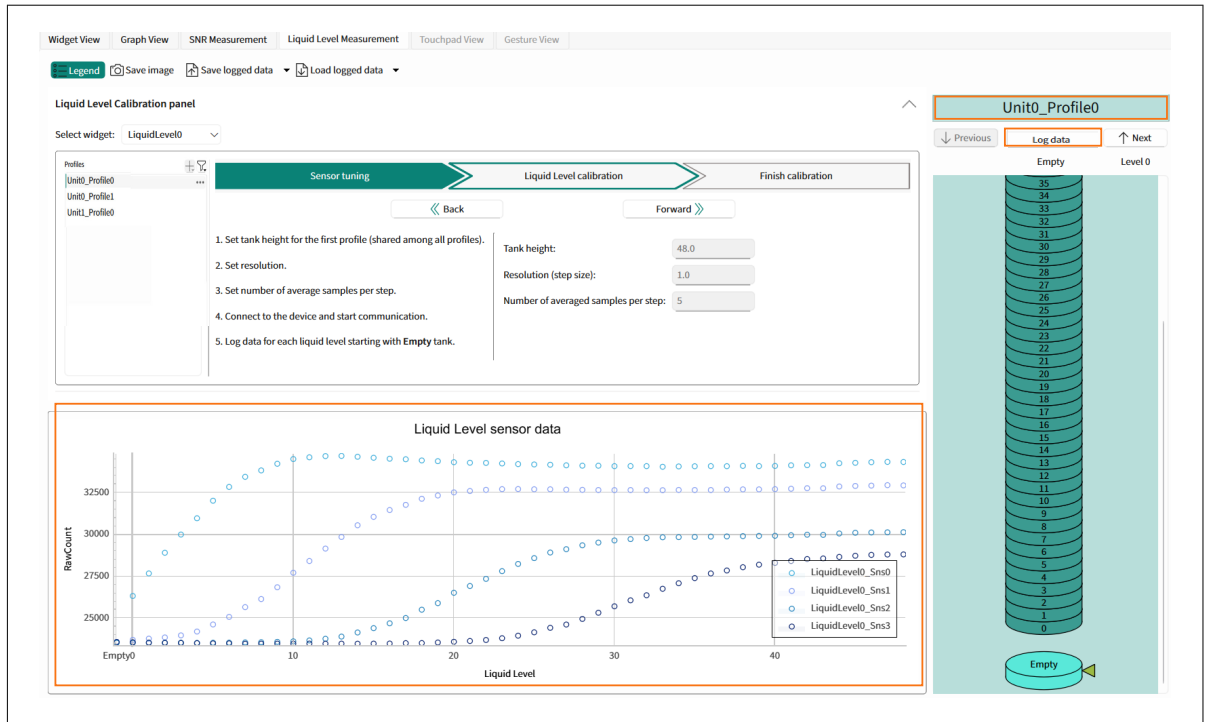 Widget View Graph View SNR Measurement Liquid Level Measurement Touchpad View Gesture View
Legend Save image Save logged data Load logged data
Liquid Level Calibration panel
Select widget: LiquidLevel0
Profiles
Unit0_Profile0 ...
Unit0_Profile1
Unit1_Profile0
Sensor tuning Liquid Level calibration Finish calibration
Back Forward
1. Set tank height for the first profile (shared among all profiles).
2. Set resolution.
3. Set number of average samples per step.
4. Connect to the device and start communication.
5. Log data for each liquid level starting with Empty tank.
Tank height: 48.0
Resolution (step size): 1.0
Number of averaged samples per step: 5
Liquid Level sensor data
RawCount
32500
30000
27500
25000
Empty 0 10 20 30 40
Liquid Level
LiquidLevel0_Sns0
LiquidLevel0_Sns1
LiquidLevel0_Sns2
LiquidLevel0_Sns3
Unit0_Profile0
Previous Log data Next
Empty Level 0
35
34
33
32
31
30
29
28
27
26
25
24
23
22
21
20
19
18
17
16
15
14
13
12
11
10
9
8
7
6
5
4
3
2
1
0
Empty